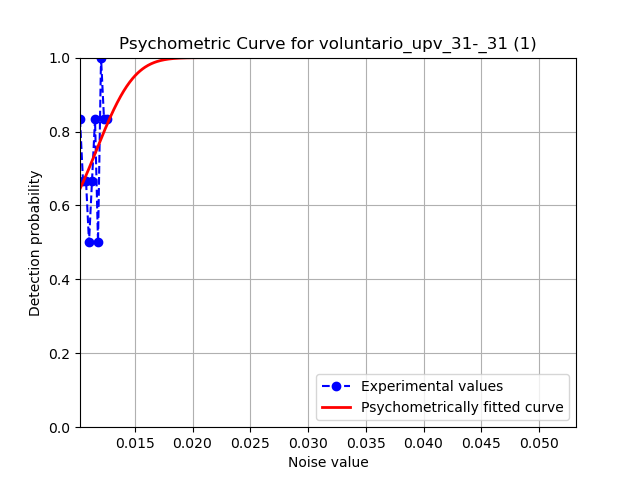 Psychometric Curve for voluntario_upv_31-_31 (1)
1.0
0.8
0.6
0.4
0.2
0.0
Detection probability
Experimental values
Psychometrically fitted curve
0.015 0.020 0.025 0.030 0.035 0.040 0.045 0.050
Noise value